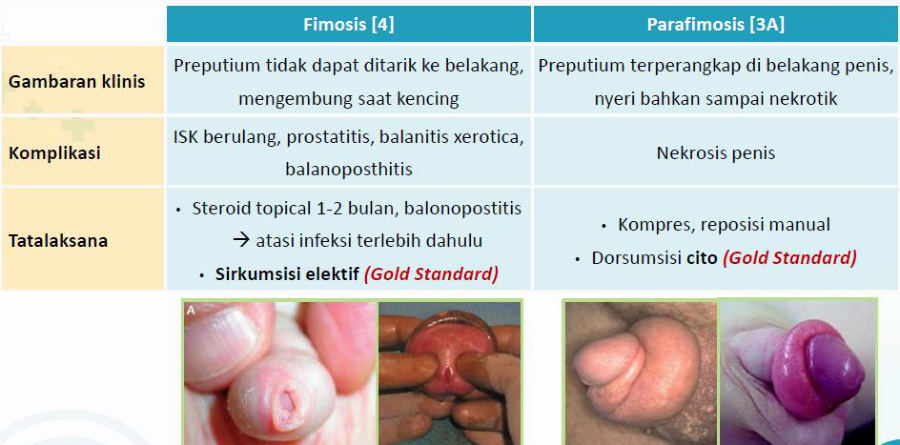 Fimosis [4]
Parafimosis [3A]
Gambaran klinis
Preputium tidak dapat ditarik ke belakang,
mengembung saat kencing
Preputium terperangkap di belakang penis,
nyeri bahkan sampai nekrotik
Komplikasi
ISK berulang, prostatitis, balanitis xerotica,
balanoposthitis
Nekrosis penis
Tatalaksana
• Steroid topical 1-2 bulan, balonopostitis
→ atasi infeksi terlebih dahulu
• Sirkumsisi elektif (Gold Standard)
• Kompres, reposisi manual
• Dorsumsisi cito (Gold Standard)
A